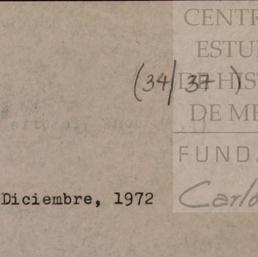 CENTR
ESTU
(34/37)
DE HIS
DE ME
FUNDA
Diciembre, 1972
Carlo